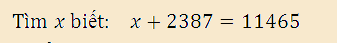 Tìm x biết: x + 2387 = 11465